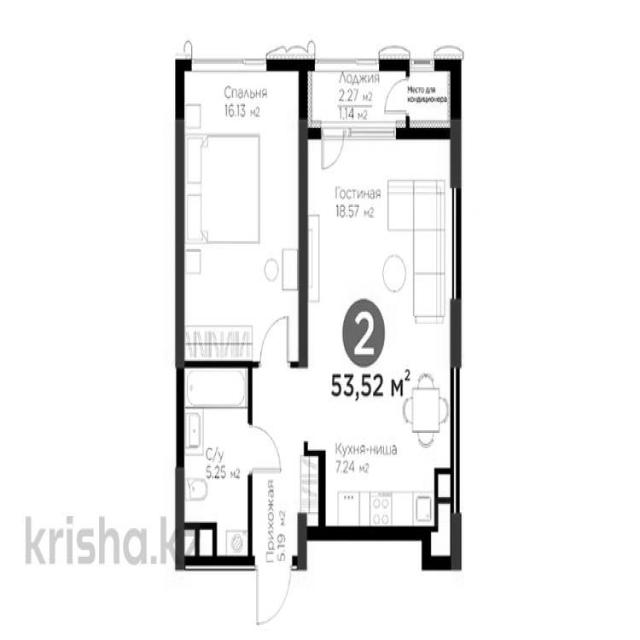 Спальня
16.13 м2
Лоджия
2.27 м2
1.14 м2
Место для
кондиционера
Гостиная
18.57 м2
2
53,52 м2
Кухня-ниша
7.24 м2
С/у
5.25 м2
Прихожая
5.19 м2
krisha.kz